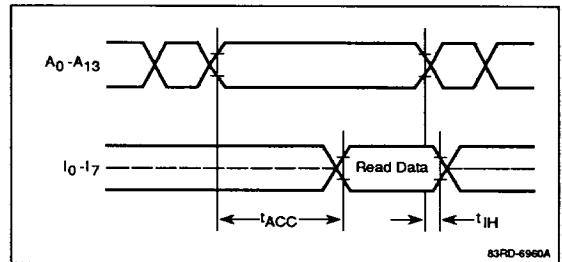 A0 -A13
I0 -I7
Read Data
tACC
tIH
83RD-6960A